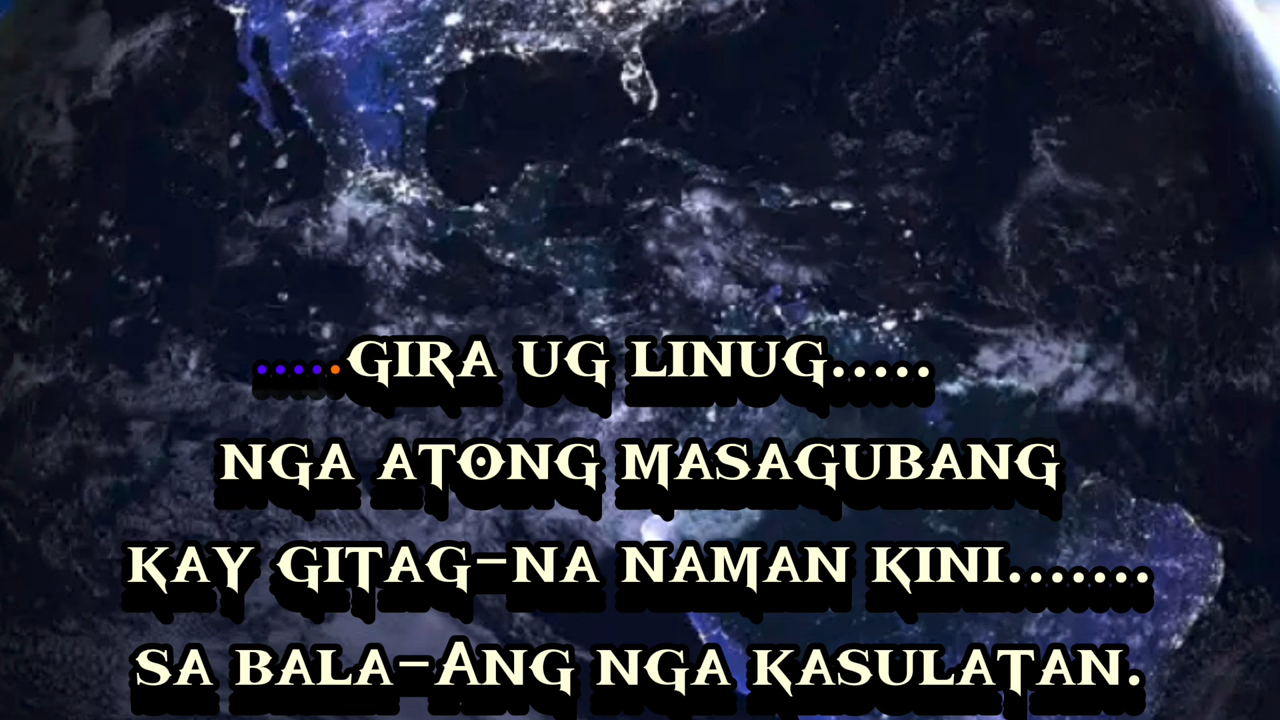 .....GIRA UG LINUG.....
NGA ATONG MASAGUBANG
KAY GITAG-NA NAMAN KINI.......
SA BALA-ANG NGA KASULATAN.